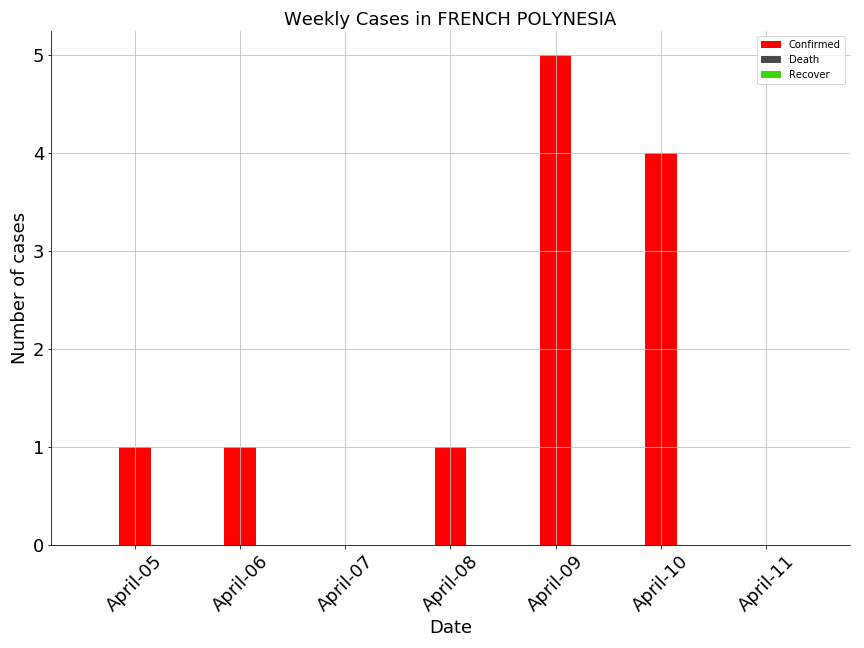 Weekly Cases in FRENCH POLYNESIA
Confirmed
Death
Recover
Number of cases
5
4
3
2
1
0
April-05
April-06
April-07
April-08
April-09
April-10
April-11
Date